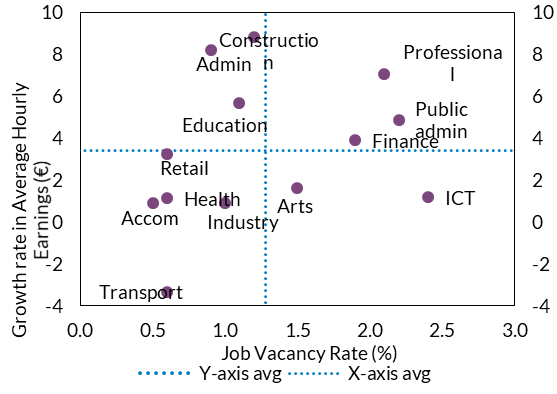 10
8
6
4
2
0
-2
-4
10
8
6
4
2
0
-2
-4
Growth rate in Average Hourly
Earnings (€)
Constructio
n
Admin
Professiona
l
Education
Public
admin
Finance
Retail
Health
Accom
Industry
Arts
ICT
Transport
0.0 0.5 1.0 1.5 2.0 2.5 3.0
Job Vacancy Rate (%)
Y-axis avg X-axis avg